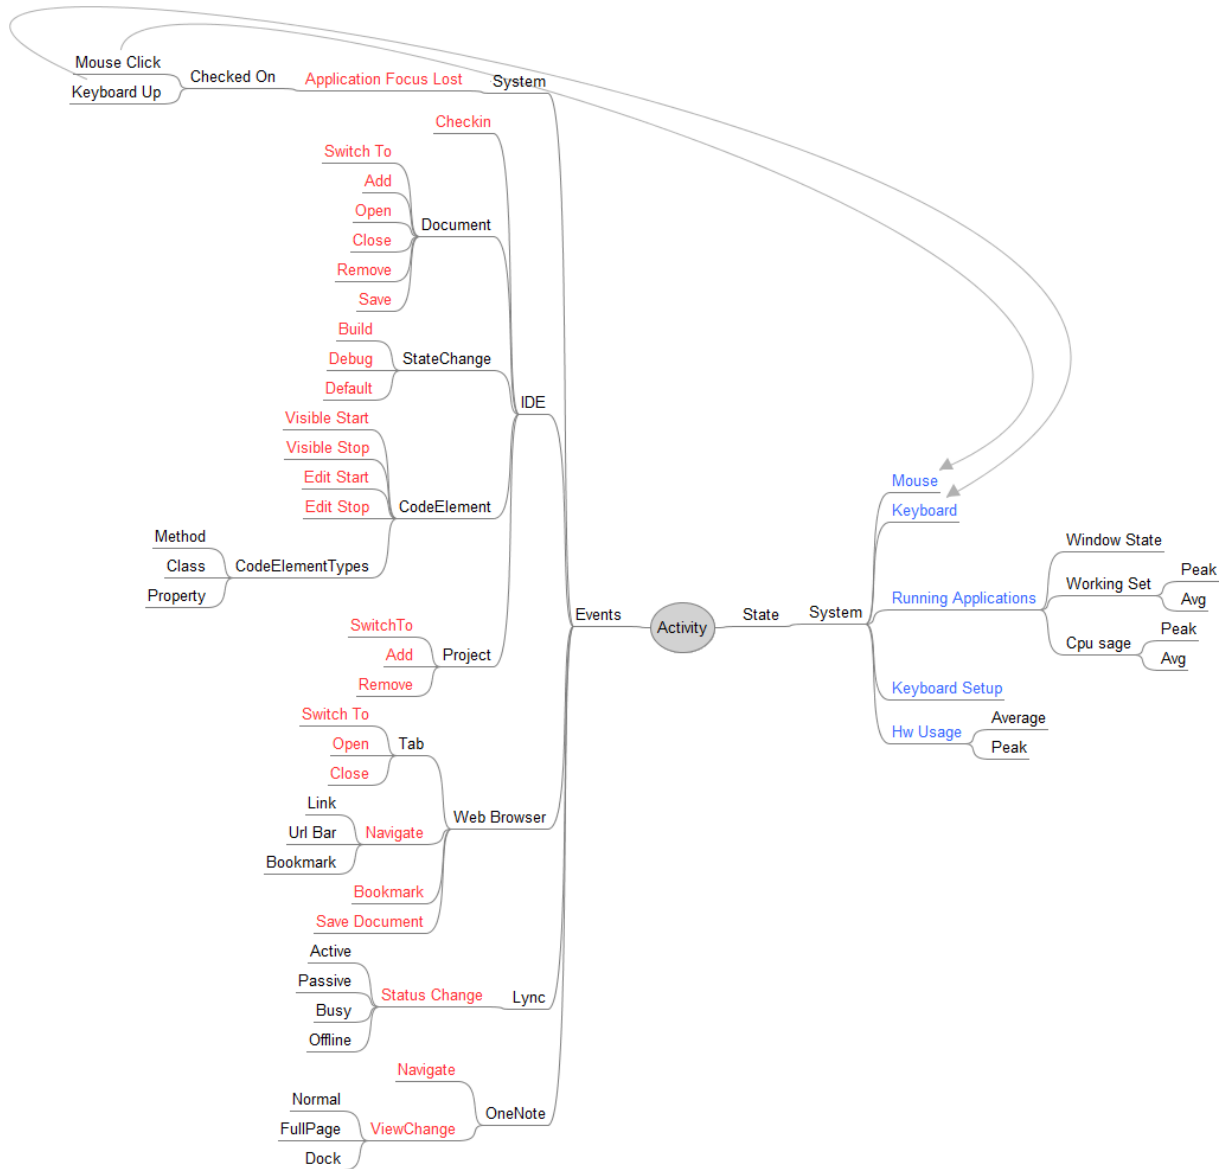 Mouse Click
Keyboard Up
Checked On
Application Focus Lost
System
Checkin
Switch To
Add
Open
Close
Remove
Save
Document
Build
Debug
Default
StateChange
IDE
Visible Start
Visible Stop
Edit Start
Edit Stop
CodeElement
Method
Class
Property
CodeElementTypes
SwitchTo
Add
Remove
Project
Events
Activity
State
System
Mouse
Keyboard
Running Applications
Window State
Working Set
Peak
Avg
Cpu sage
Peak
Avg
Keyboard Setup
Hw Usage
Average
Peak
Switch To
Open
Close
Tab
Link
Url Bar
Bookmark
Navigate
Web Browser
Bookmark
Save Document
Active
Passive
Busy
Offline
Status Change
Lync
Navigate
OneNote
Normal
FullPage
Dock
ViewChange